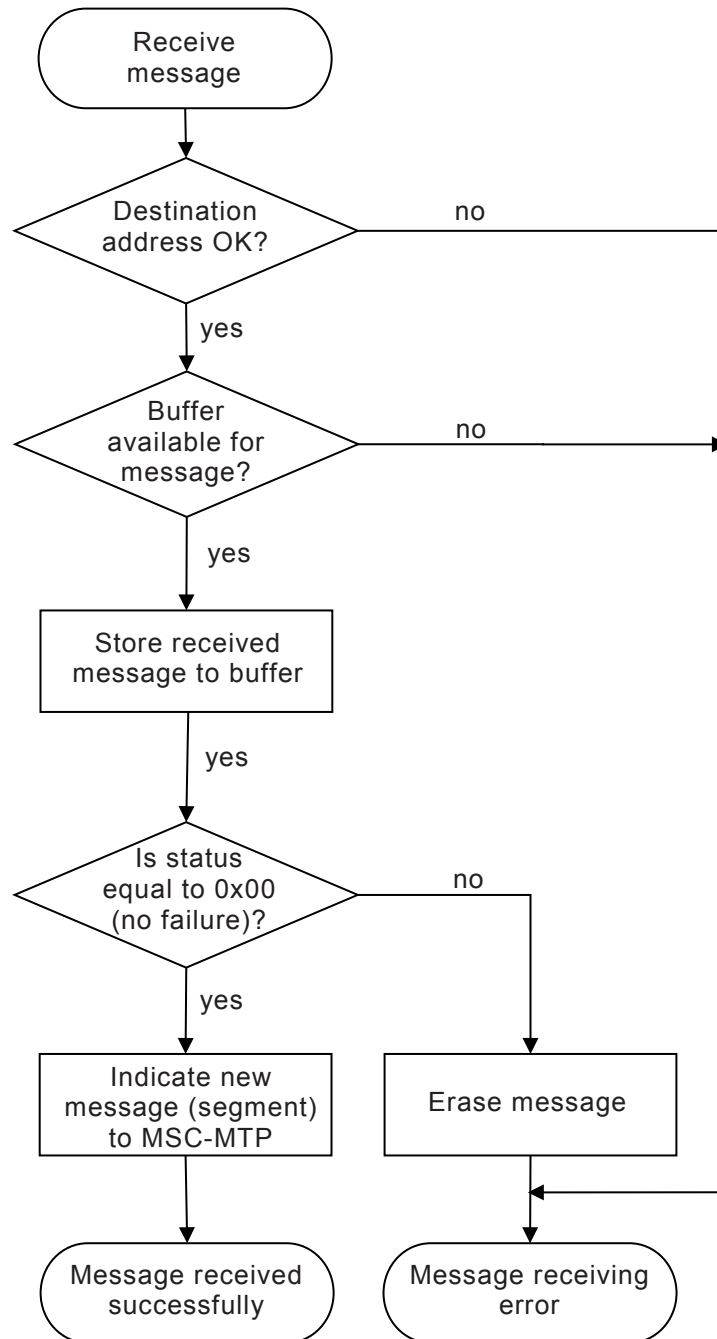 Receive
message
Destination
address OK?
no
yes
Buffer
available for
message?
no
yes
Store received
message to buffer
yes
Is status
equal to 0x00
(no failure)?
no
yes
Indicate new
message (segment)
to MSC-MTP
Erase message
Message received
successfully
Message receiving
error